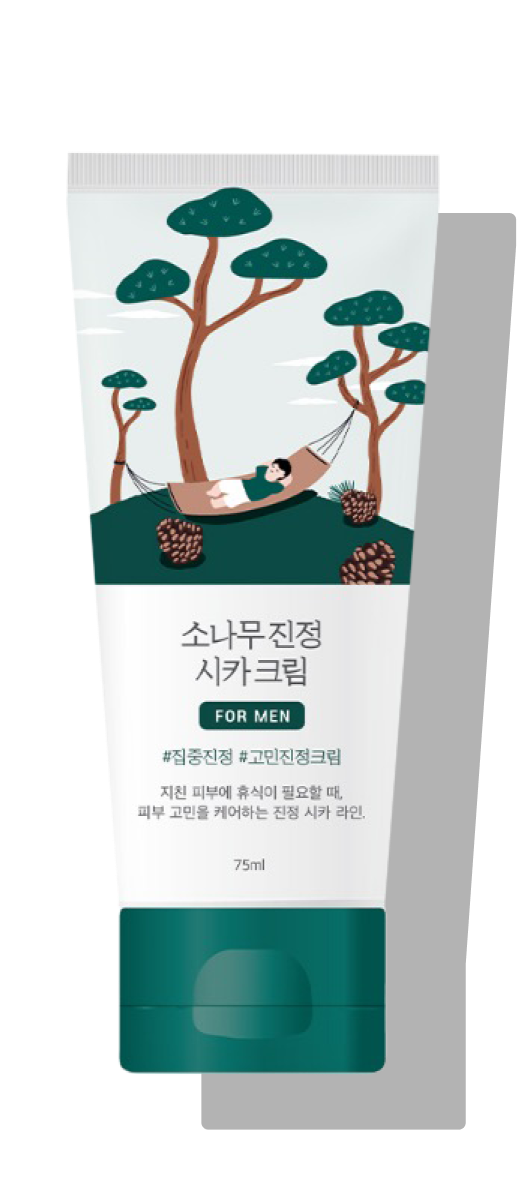 소나무 진정
시카 크림
FOR MEN
#집중진정 #고민진정크림
지친 피부에 휴식이 필요할 때,
피부 고민을 케어하는 진정 시카 라인.
75ml